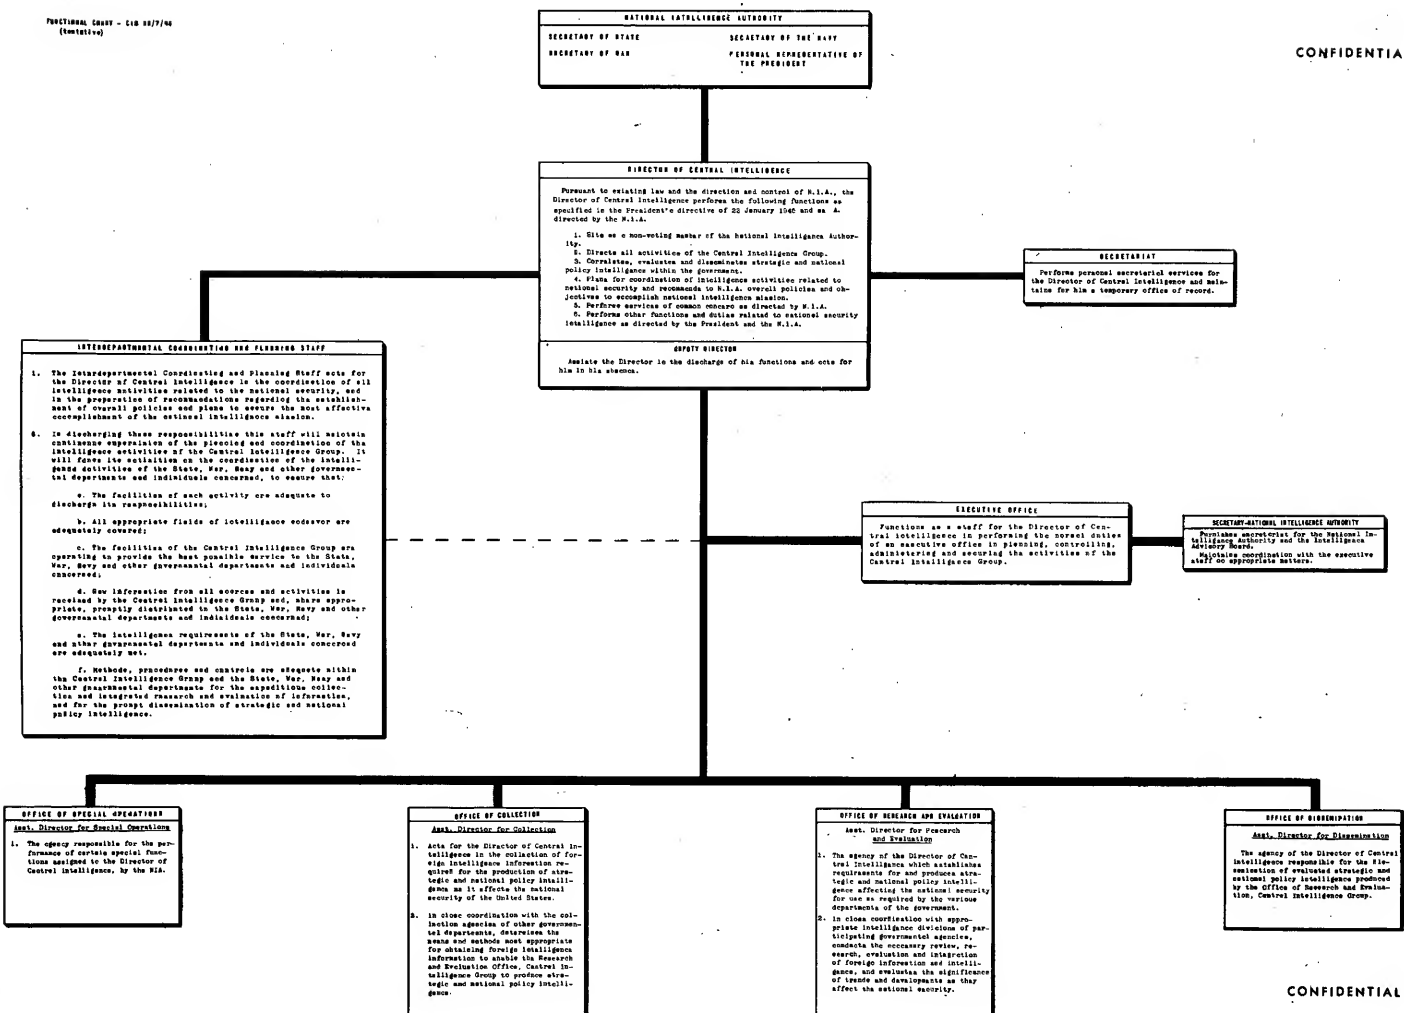 FUNCTIONAL CHART - CIG
(tentative)
CONFIDENTIA
NATIONAL INTELLIGENCE AUTHORITY
SECRETARY OF STATE
SECRETARY OF THE NAVY
SECRETARY OF WAR
PERSONAL REPRESENTATIVE OF
THE PRESIDENT
DIRECTOR OF CENTRAL INTELLIGENCE
Pursuant to existing law and the direction and control of N.I.A., the
Director of Central Intelligence performs the following functions as
specified in the President's directive of 22 January 1946 and as
directed by the N.I.A.
1. Sits as a non-voting member of the National Intelligence Author-
ity.
2. Directs all activities of the Central Intelligence Group.
3. Correlates, evaluates and disseminates strategic and national
policy intelligence within the government.
4. Plans for coordination of intelligence activities related to
national security and recommends to N.I.A. overall policies and ob-
jectives to accomplish national intelligence mission.
5. Performs services of common concern as directed by N.I.A.
6. Performs other functions and duties related to national security
intelligence as directed by the President and the N.I.A.
DEPUTY DIRECTOR
Assists the Director in the discharge of his functions and acts for
him in his absence.
SECRETARIAT
Performs personal secretarial services for
the Director of Central Intelligence and main-
tains for him a temporary office of record.
INTERDEPARTMENTAL COORDINATING AND PLANNING STAFF
1. The Interdepartmental Coordinating and Planning Staff acts for
the Director of Central Intelligence in the coordination of all
intelligence activities related to the national security, and
in the preparation of recommendations regarding the establish-
ment of overall policies and plans to assure the most effective
accomplishment of the national intelligence mission.
2. In discharging these responsibilities this staff will maintain
continuous supervision of the planning and coordination of the
intelligence activities of the Central Intelligence Group. It
will focus its activities on the coordination of the intelli-
gence activities of the State, War, Navy and other governmen-
tal departments and individuals concerned, to ensure that:
a. The facilities of each activity are adequate to
discharge its responsibilities;
b. All appropriate fields of intelligence endeavor are
adequately covered;
c. The facilities of the Central Intelligence Group are
operating to provide the best possible service to the State,
War, Navy and other governmental departments and individuals
concerned;
d. Raw information from all sources and activities is
received by the Central Intelligence Group and, where appro-
priate, promptly distributed to the State, War, Navy and other
governmental departments and individuals concerned;
e. The intelligence requirements of the State, War, Navy
and other governmental departments and individuals concerned
are adequately met.
f. Methods, procedures and controls are adequate within
the Central Intelligence Group and the State, War, Navy and
other governmental departments for the expeditious collec-
tion and integrated research and evaluation of information,
and for the prompt dissemination of strategic and national
policy intelligence.
EXECUTIVE OFFICE
Functions as a staff for the Director of Cen-
tral Intelligence in performing the normal duties
of an executive office in planning, controlling,
administering and securing the activities of the
Central Intelligence Group.
SECRETARY-NATIONAL INTELLIGENCE AUTHORITY
Furnishes secretariat for the National In-
telligence Authority and the Intelligence
Advisory Board.
Maintains coordination with the executive
staff on appropriate matters.
OFFICE OF SPECIAL OPERATIONS
Asst. Director for Special Operations
1. The agency responsible for the per-
formance of certain special func-
tions assigned to the Director of
Central Intelligence, by the NIA.
OFFICE OF COLLECTION
Asst. Director for Collection
1. Acts for the Director of Central In-
telligence in the collection of for-
eign intelligence information re-
quired for the production of stra-
tegic and national policy intelli-
gence as it affects the national
security of the United States.
2. In close coordination with the col-
lection agencies of other governmen-
tal departments, determines the
means and methods most appropriate
for obtaining foreign intelligence
information to enable the Research
and Evaluation Office, Central In-
telligence Group to produce stra-
tegic and national policy intelli-
gence.
OFFICE OF RESEARCH AND EVALUATION
Asst. Director for Research
and Evaluation
1. The agency of the Director of Cen-
tral Intelligence which establishes
requirements for and produces stra-
tegic and national policy intelli-
gence affecting the national security
for use as required by the various
departments of the government.
2. In close coordination with appro-
priate intelligence divisions of par-
ticipating governmental agencies,
conducts the necessary review, re-
search, evaluation and integration
of foreign information and intelli-
gence, and evaluates the significance
of trends and developments as they
affect the national security.
OFFICE OF DISSEMINATION
Asst. Director for Dissemination
The agency of the Director of Central
Intelligence responsible for the dis-
semination of evaluated strategic and
national policy intelligence produced
by the Office of Research and Evalua-
tion, Central Intelligence Group.
CONFIDENTIAL